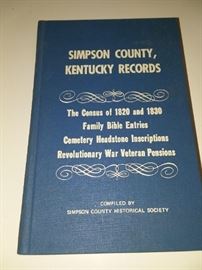 SIMPSON COUNTY,
KENTUCKY RECORDS
The Census of 1820 and 1830
Family Bible Entries
Cemetery Headstone Inscriptions
Revolutionary War Veteran Pensions
COMPILED BY
SIMPSON COUNTY HISTORICAL SOCIETY